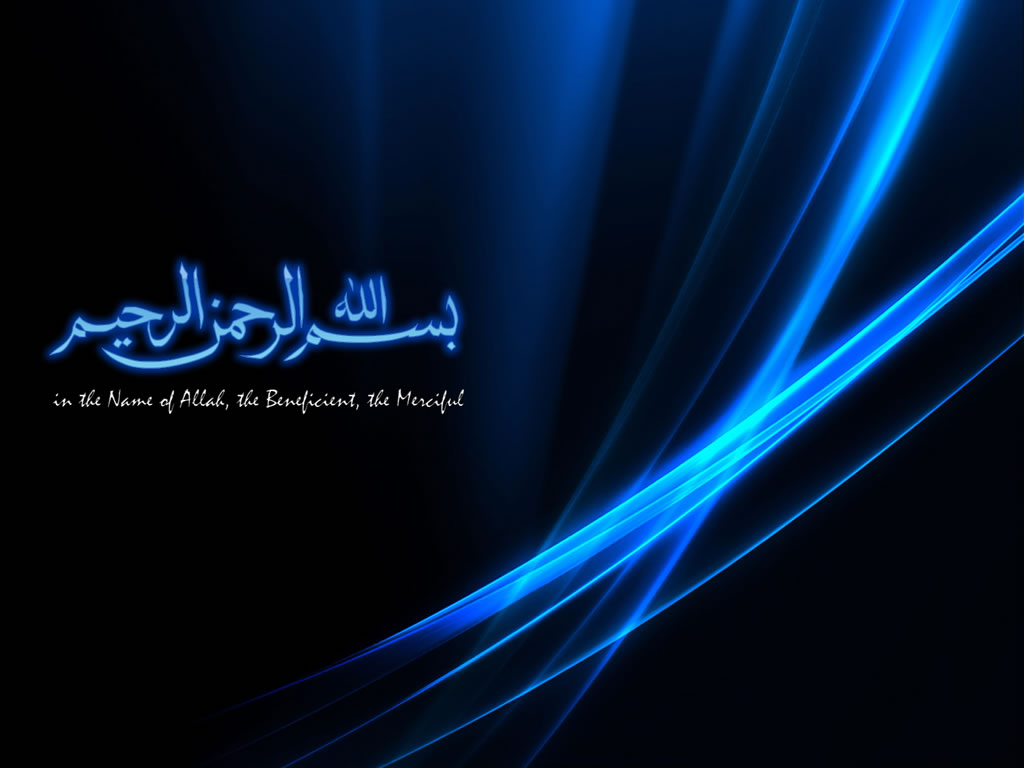 بسم الله الرحمن الرحيم
in the Name of Allah, the Beneficient, the Merciful